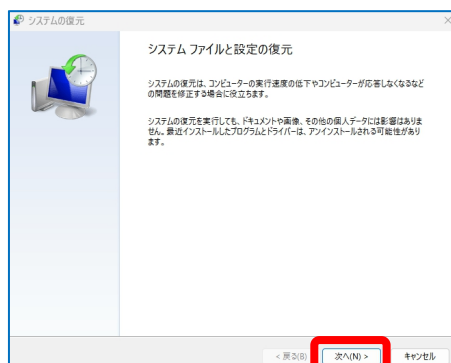 システムの復元
システム ファイルと設定の復元
システムの復元は、コンピューターの実行速度の低下やコンピューターが応答しなくなるなど
の問題を修正する場合に役立ちます。
システムの復元を実行しても、ドキュメントや画像、その他の個人データには影響はありま
せん。最近インストールしたプログラムとドライバーは、アンインストールされる可能性があり
ます。
< 戻る(B) 次へ(N) > キャンセル